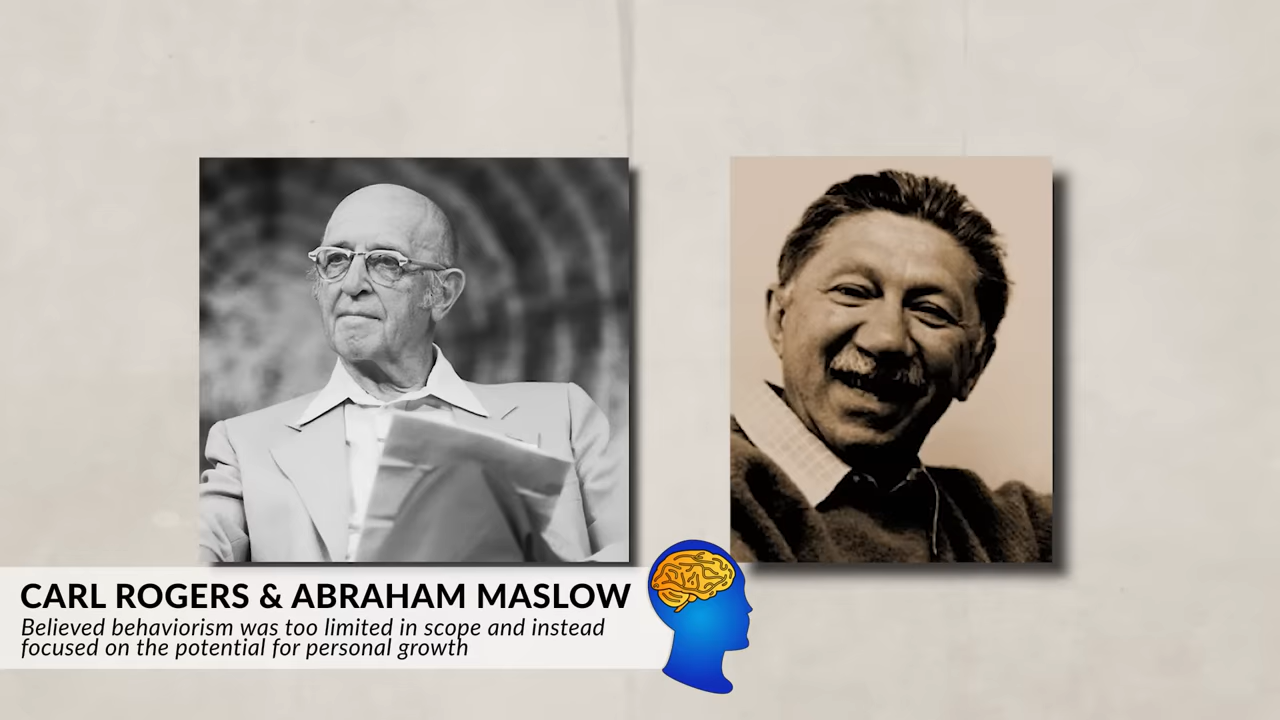 CARL ROGERS & ABRAHAM MASLOW
Believed behaviorism was too limited in scope and instead
focused on the potential for personal growth